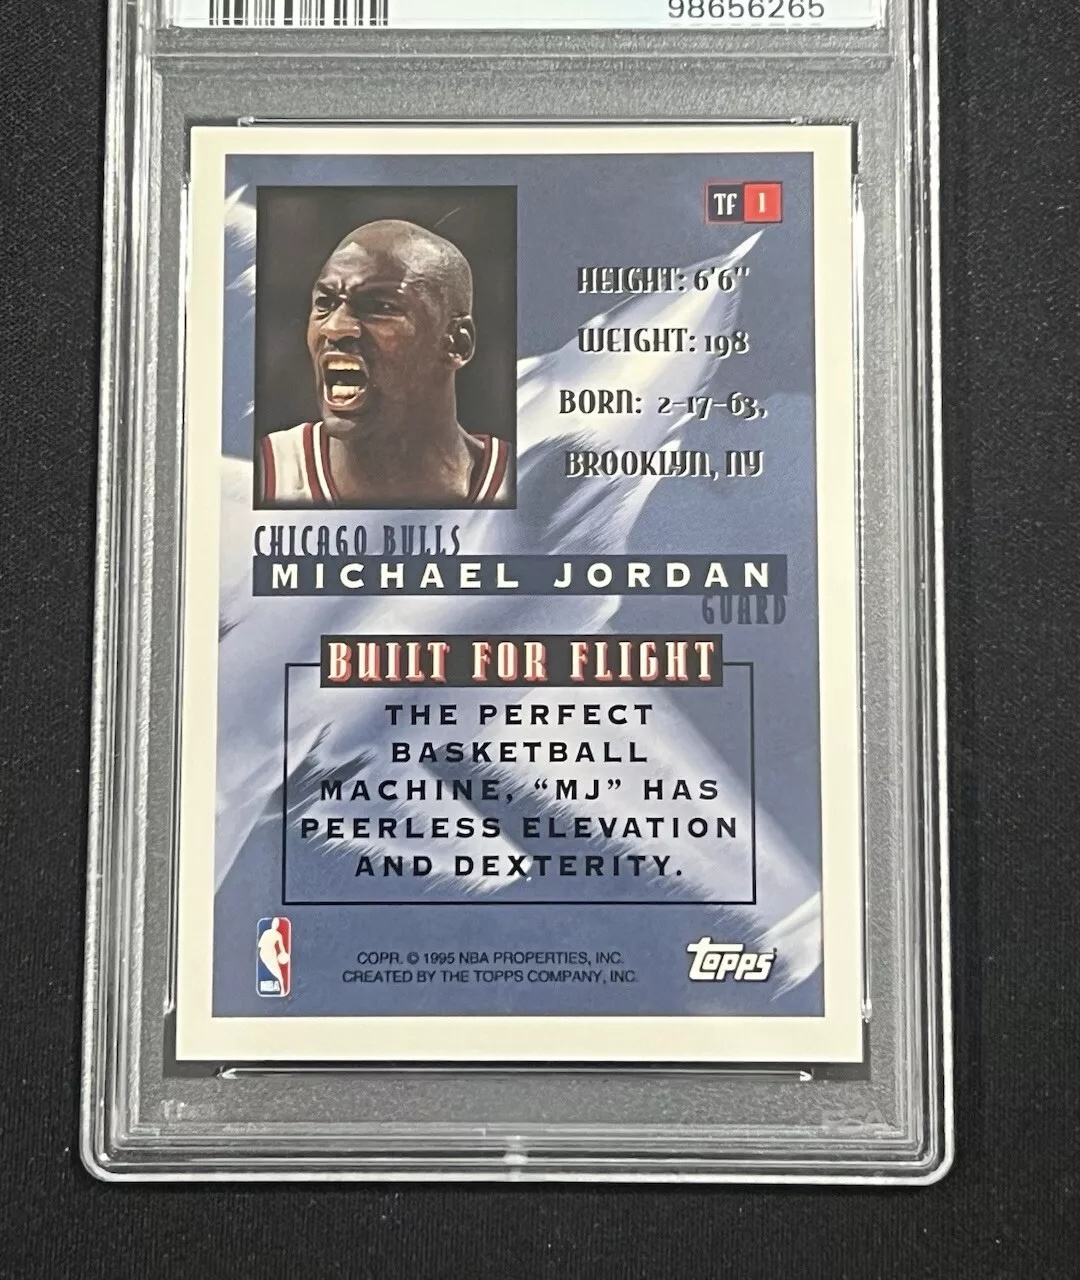 98656265
TF 1
HEIGHT: 6'6"
WEIGHT: 198
BORN: 2-17-63,
BROOKLYN, NY
CHICAGO BULLS
MICHAEL JORDAN
GUARD
BUILT FOR FLIGHT
THE PERFECT
BASKETBALL
MACHINE, “MJ” HAS
PEERLESS ELEVATION
AND DEXTERITY.
NBA
COPR. © 1995 NBA PROPERTIES, INC.
CREATED BY THE TOPPS COMPANY, INC.
Topps
PSA